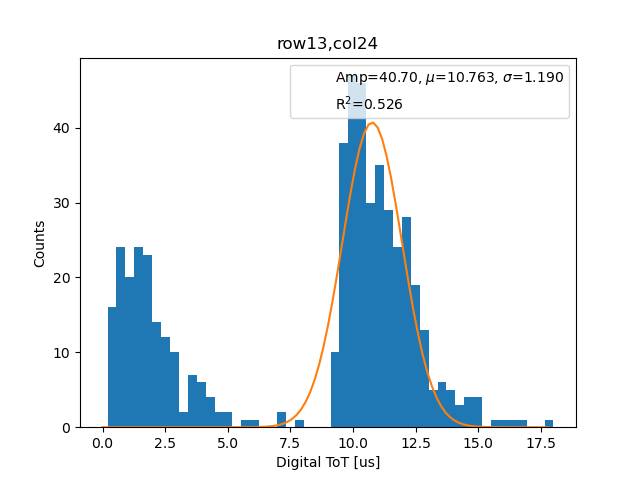 row13,col24
Amp=40.70, μ=10.763, σ=1.190
R²=0.526
Counts
40
30
20
10
0
0.0 2.5 5.0 7.5 10.0 12.5 15.0 17.5
Digital ToT [us]